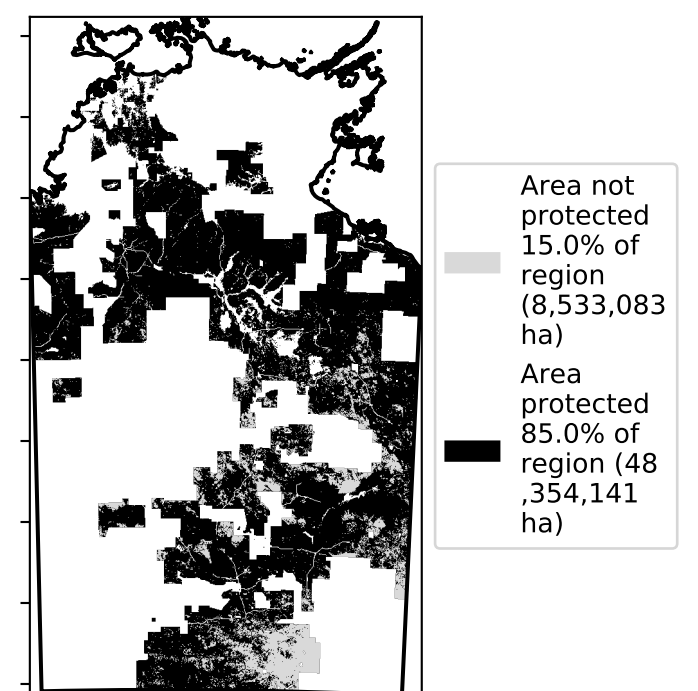 Area not
protected
15.0% of
region
(8,533,083
ha)
Area
protected
85.0% of
region (48
,354,141
ha)